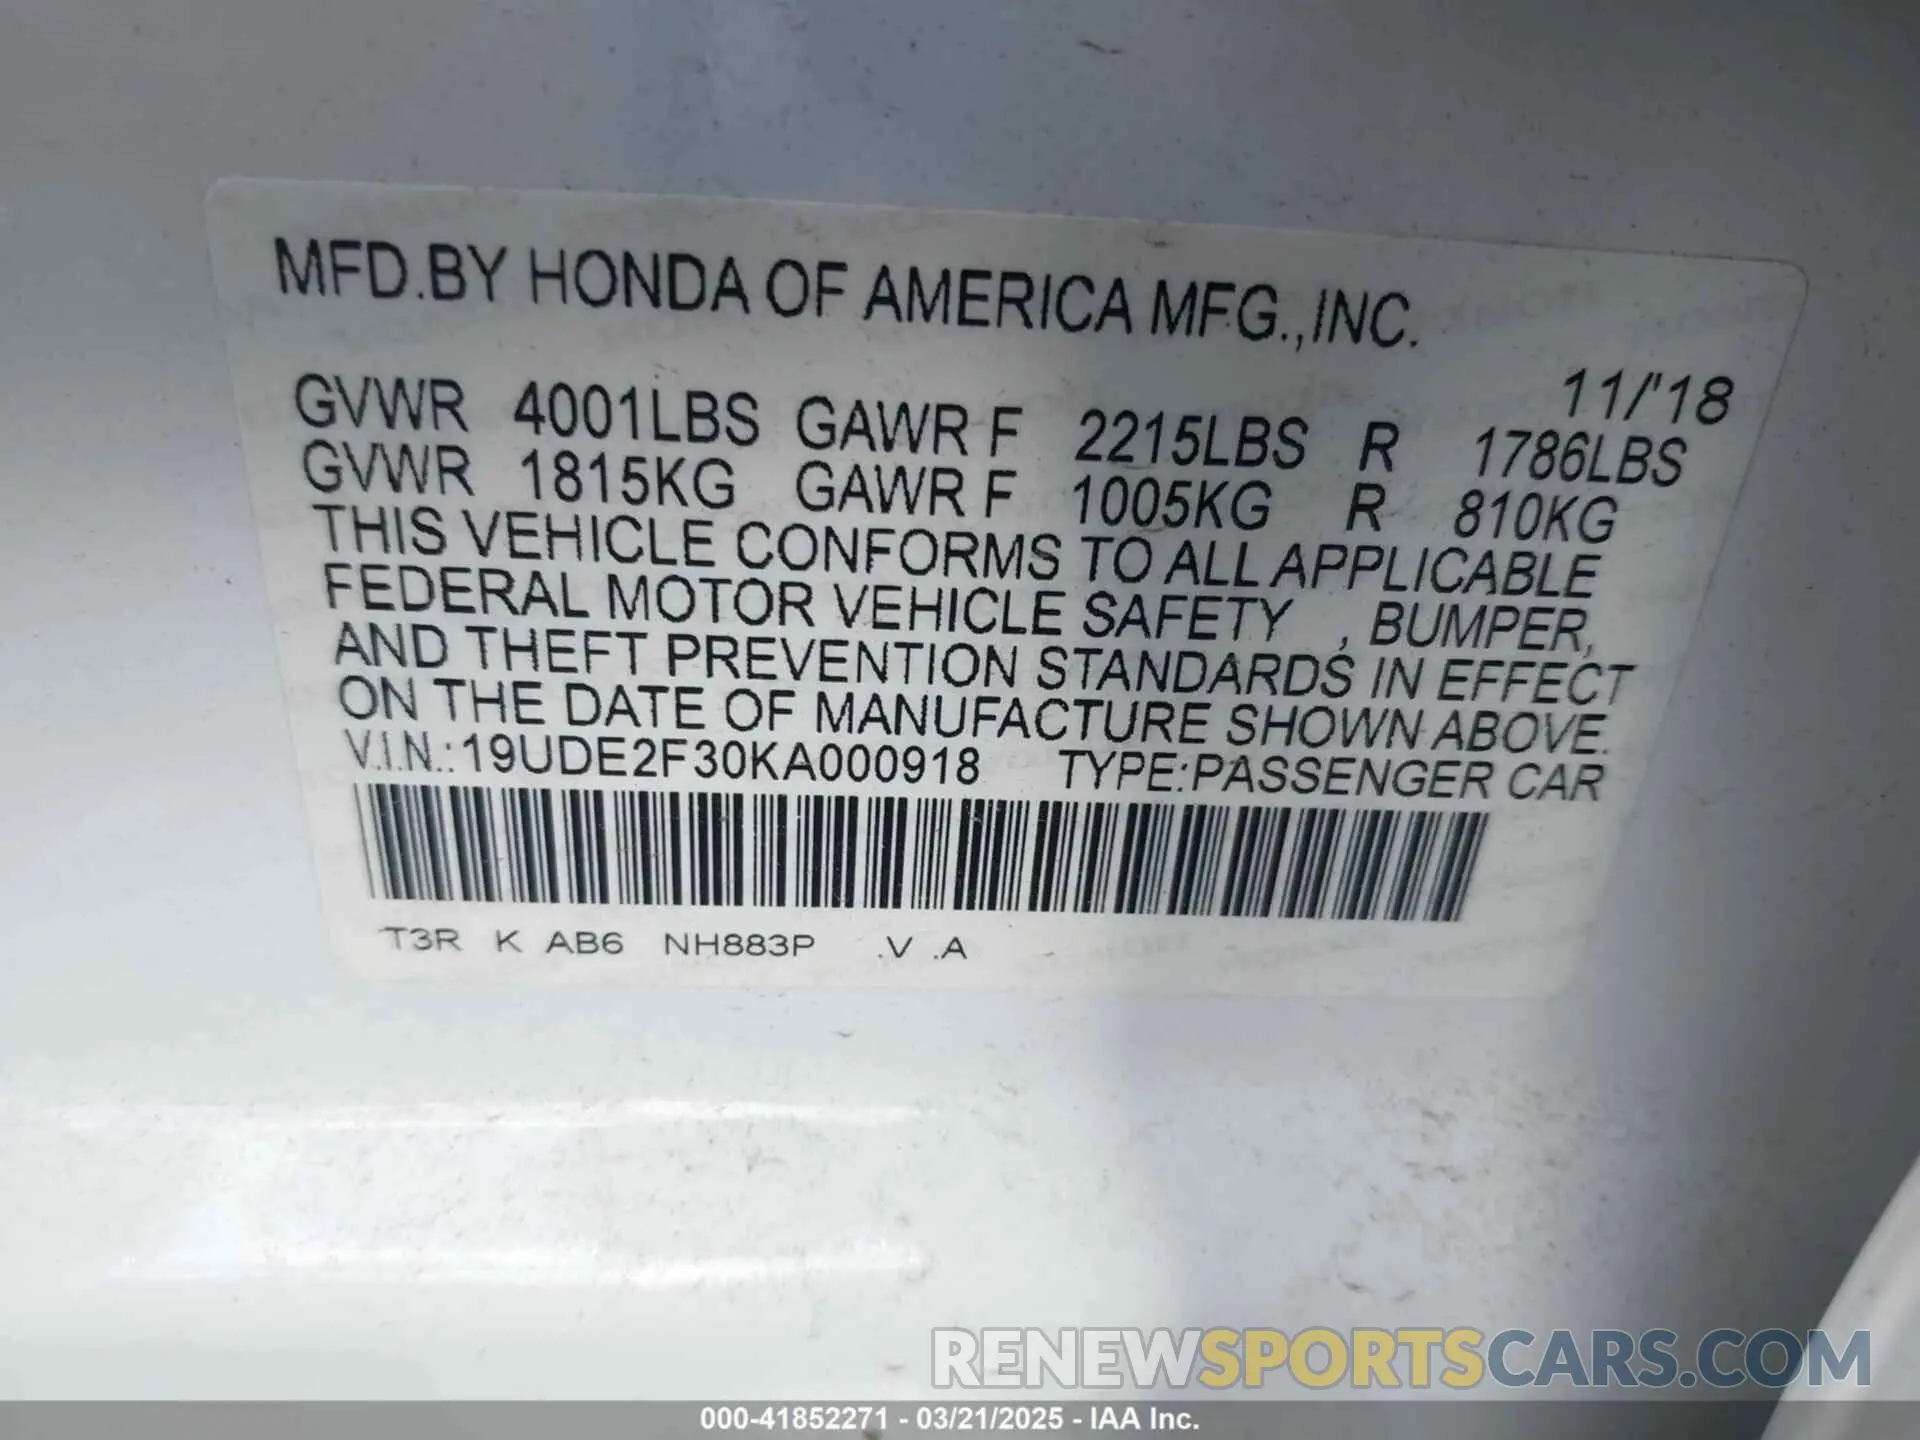 MFD.BY HONDA OF AMERICA MFG.,INC.
11/'18
GVWR 4001LBS GAWR F 2215LBS R 1786LBS
GVWR 1815KG GAWR F 1005KG R 810KG
THIS VEHICLE CONFORMS TO ALL APPLICABLE
FEDERAL MOTOR VEHICLE SAFETY , BUMPER,
AND THEFT PREVENTION STANDARDS IN EFFECT
ON THE DATE OF MANUFACTURE SHOWN ABOVE.
V.I.N.:19UDE2F30KA000918 TYPE:PASSENGER CAR
T3R K AB6 NH883P .V .A
RENEWSPORTSCARS.COM
000-41852271 - 03/21/2025 - IAA Inc.